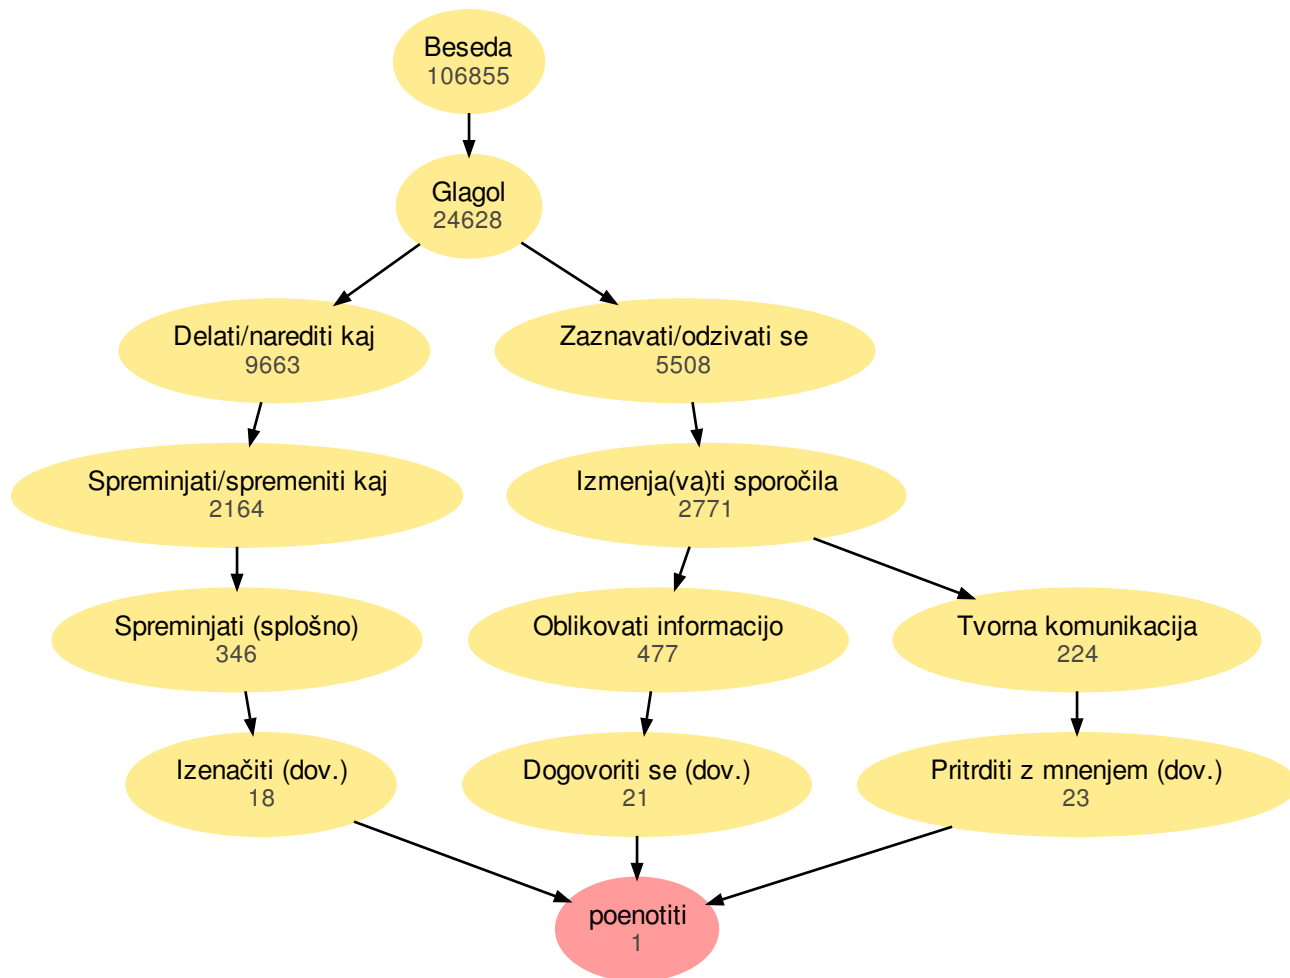 Beseda
106855
Glagol
24628
Delati/narediti kaj
9663
Zaznavati/odzivati se
5508
Spreminjati/spremeniti kaj
2164
Izmenja(va)ti sporočila
2771
Spreminjati (splošno)
346
Oblikovati informacijo
477
Tvorna komunikacija
224
Izenačiti (dov.)
18
Dogovoriti se (dov.)
21
Pritrditi z mnenjem (dov.)
23
poenotiti
1